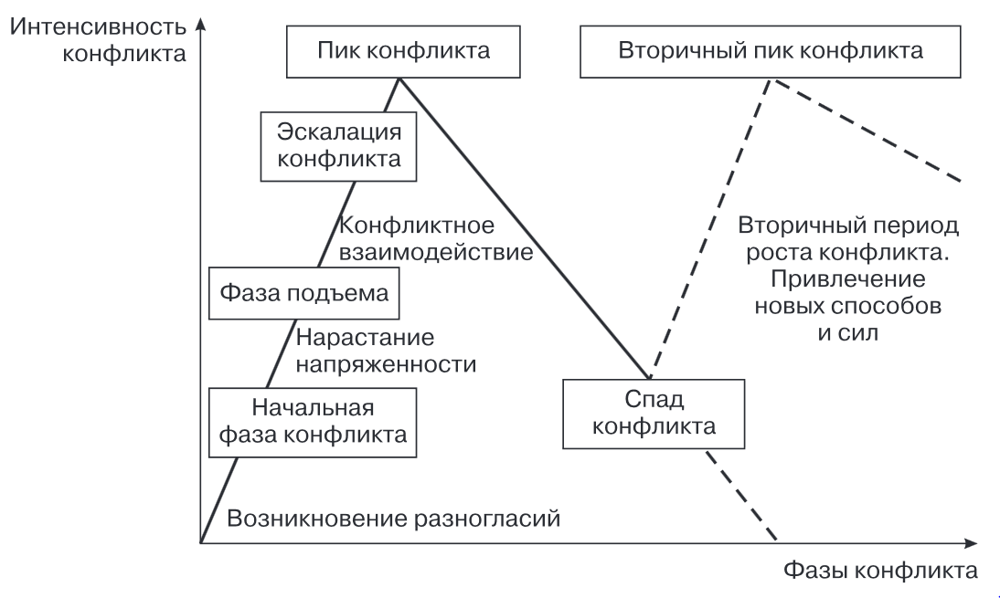 Интенсивность
конфликта
Пик конфликта
Вторичный пик конфликта
Эскалация
конфликта
Конфликтное
взаимодействие
Вторичный период
роста конфликта.
Привлечение
новых способов
и сил
Фаза подъема
Нарастание
напряженности
Начальная
фаза конфликта
Спад
конфликта
Возникновение разногласий
Фазы конфликта